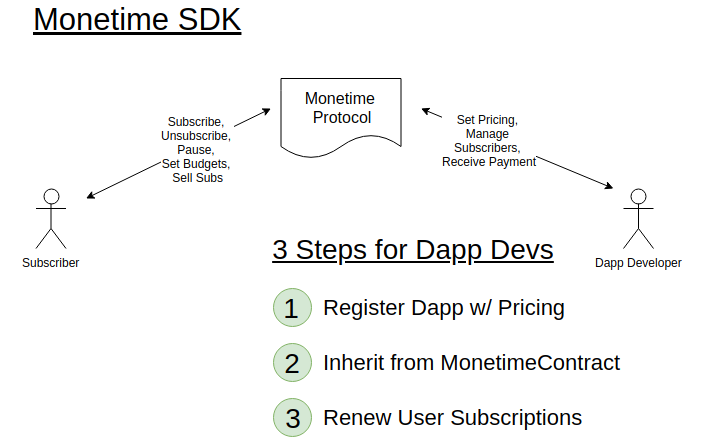 Monetime SDK
Monetime
Protocol
Subscribe,
Unsubscribe,
Pause,
Set Budgets,
Sell Subs
Set Pricing,
Manage
Subscribers,
Receive Payment
Subscriber
Dapp Developer
3 Steps for Dapp Devs
1 Register Dapp w/ Pricing
2 Inherit from MonetimeContract
3 Renew User Subscriptions